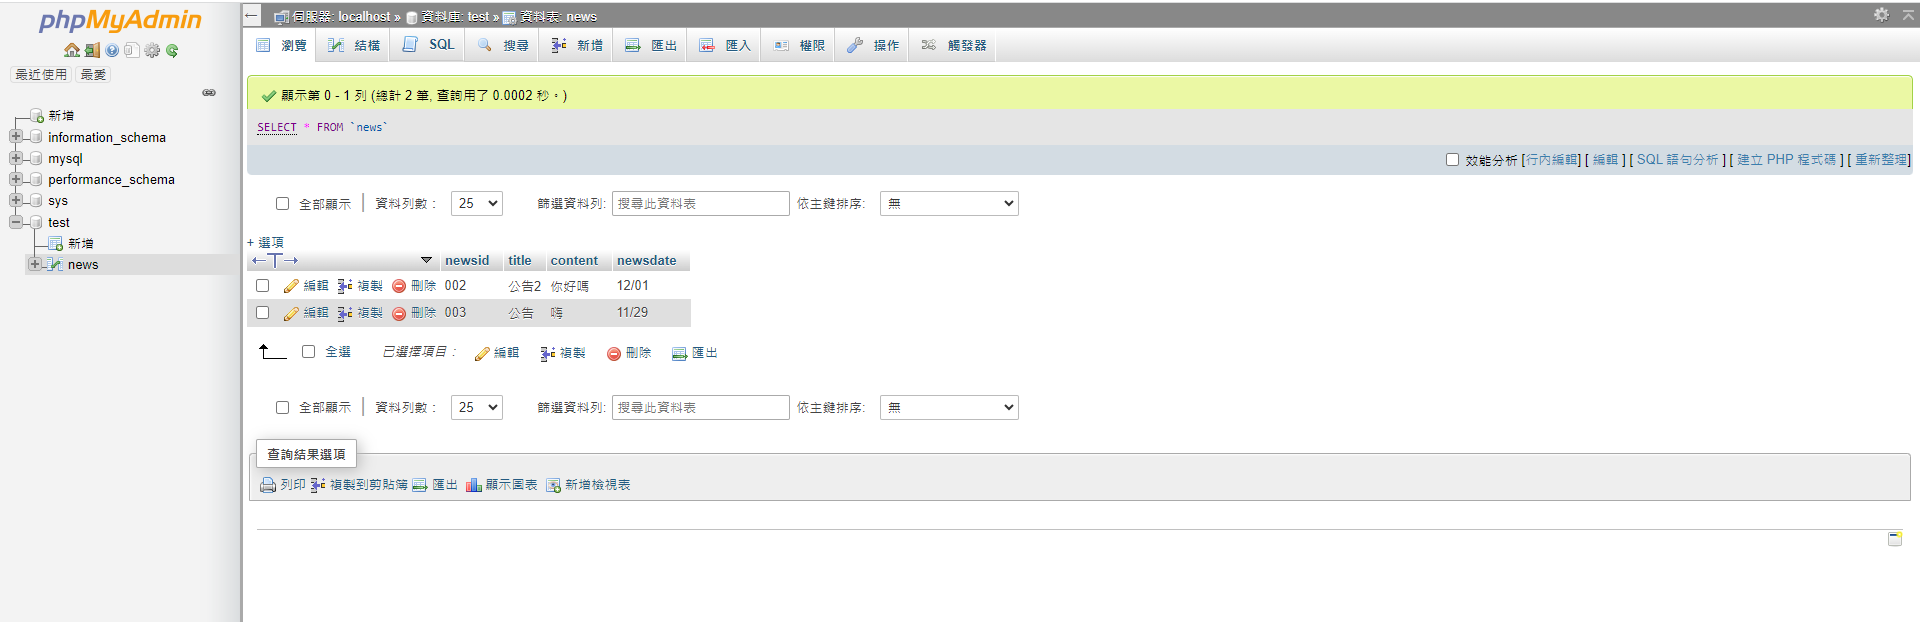 phpMyAdmin
最近使用 最愛
新增
information_schema
mysql
performance_schema
sys
test
新增
news
伺服器: localhost » 資料庫: test » 資料表: news
瀏覽 結構 SQL 搜尋 新增 匯出 匯入 權限 操作 觸發器
顯示第 0 - 1 列 (總計 2 筆, 查詢用了 0.0002 秒。)
SELECT * FROM `news`
效能分析 [行內編輯] [ 編輯 ] [ SQL 語句分析 ] [ 建立 PHP 程式碼 ] [ 重新整理]
全部顯示 資料列數: 25 篩選資料列: 搜尋此資料表 依主鍵排序: 無
+ 選項
←T→ newsid title content newsdate
編輯 複製 刪除 002 公告2 你好嗎 12/01
編輯 複製 刪除 003 公告 嗨 11/29
全選 已選擇項目: 編輯 複製 刪除 匯出
全部顯示 資料列數: 25 篩選資料列: 搜尋此資料表 依主鍵排序: 無
查詢結果選項
列印 複製到剪貼簿 匯出 顯示圖表 新增檢視表